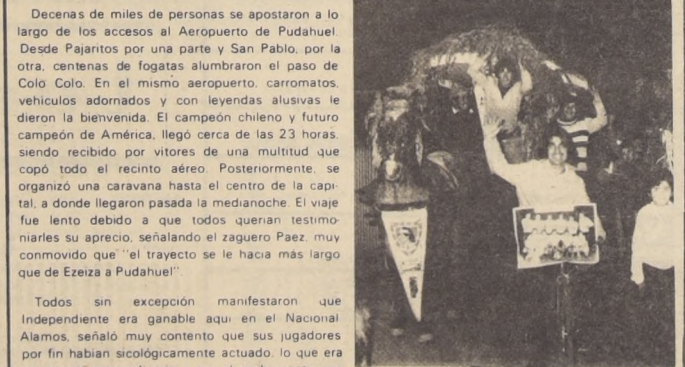 Decenas de miles de personas se apostaron a lo
largo de los accesos al Aeropuerto de Pudahuel.
Desde Pajaritos por una parte y San Pablo, por la
otra, centenas de fogatas alumbraron el paso de
Colo Colo. En el mismo aeropuerto, carromatos,
vehiculos adornados y con leyendas alusivas le
dieron la bienvenida. El campeón chileno y futuro
campeón de América, llegó cerca de las 23 horas,
siendo recibido por vitores de una multitud que
copó todo el recinto aéreo. Posteriormente, se
organizó una caravana hasta el centro de la capi-
tal, a donde llegaron pasada la medianoche. El viaje
fue lento debido a que todos querian testimo-
niarles su aprecio, señalando el zaguero Paez, muy
conmovido que "el trayecto se le hacia más largo
que de Ezeiza a Pudahuel"
Todos sin excepción manifestaron que
Independiente era ganable aqui en el Nacional
Alamos, señaló muy contento que sus jugadores
por fin habian sicológicamente actuado, lo que era